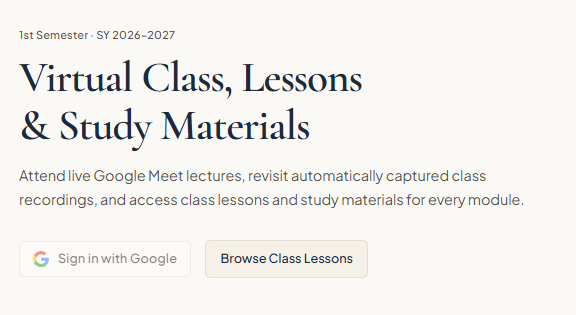 1st Semester · SY 2026–2027
Virtual Class, Lessons
& Study Materials
Attend live Google Meet lectures, revisit automatically captured class
recordings, and access class lessons and study materials for every module.
Sign in with Google
Browse Class Lessons